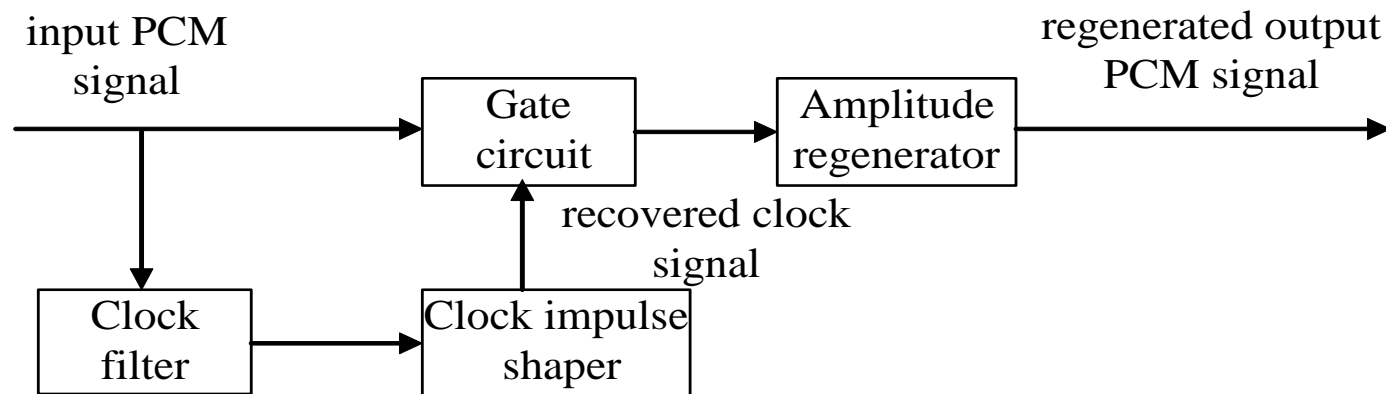 input PCM
signal
regenerated output
PCM signal
Gate
circuit
Amplitude
regenerator
recovered clock
signal
Clock
filter
Clock impulse
shaper